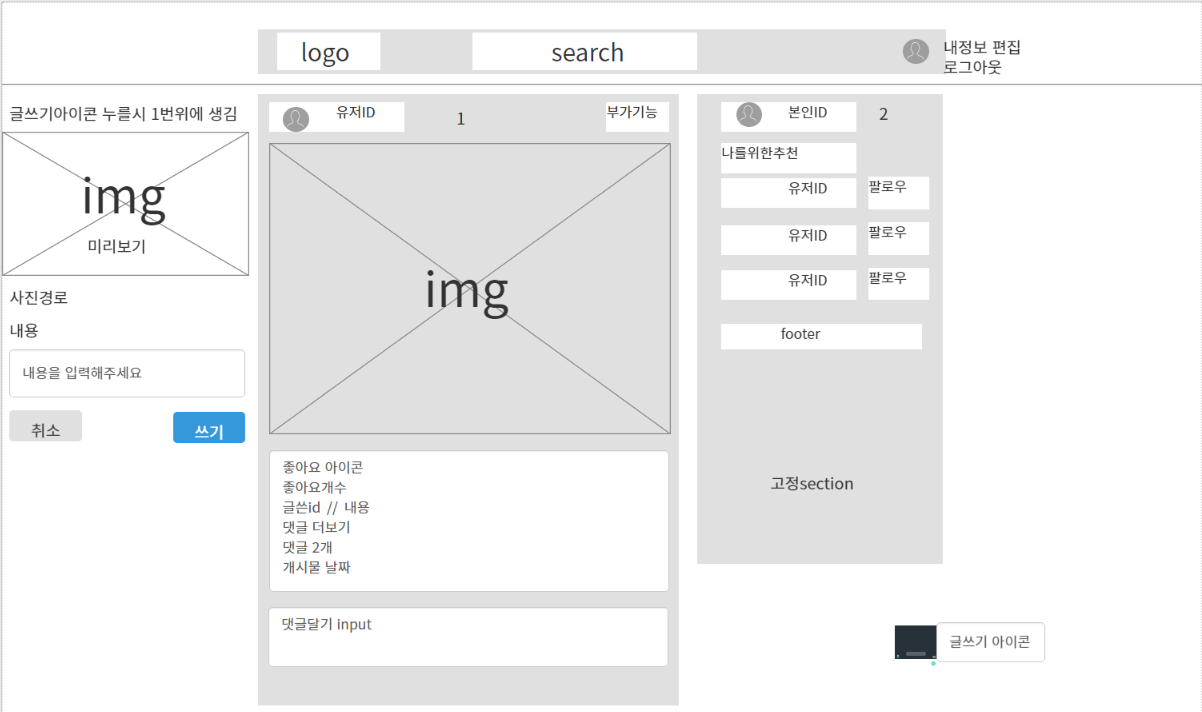 logo
search
내정보 편집
로그아웃
글쓰기아이콘 누를시 1번위에 생김
img
미리보기
사진경로
내용
내용을 입력해주세요
취소
쓰기
유저ID
1
부가기능
img
좋아요 아이콘
좋아요개수
글쓴id // 내용
댓글 더보기
댓글 2개
개시물 날짜
댓글달기 input
본인ID
2
나를위한추천
유저ID
팔로우
유저ID
팔로우
유저ID
팔로우
footer
고정section
글쓰기 아이콘